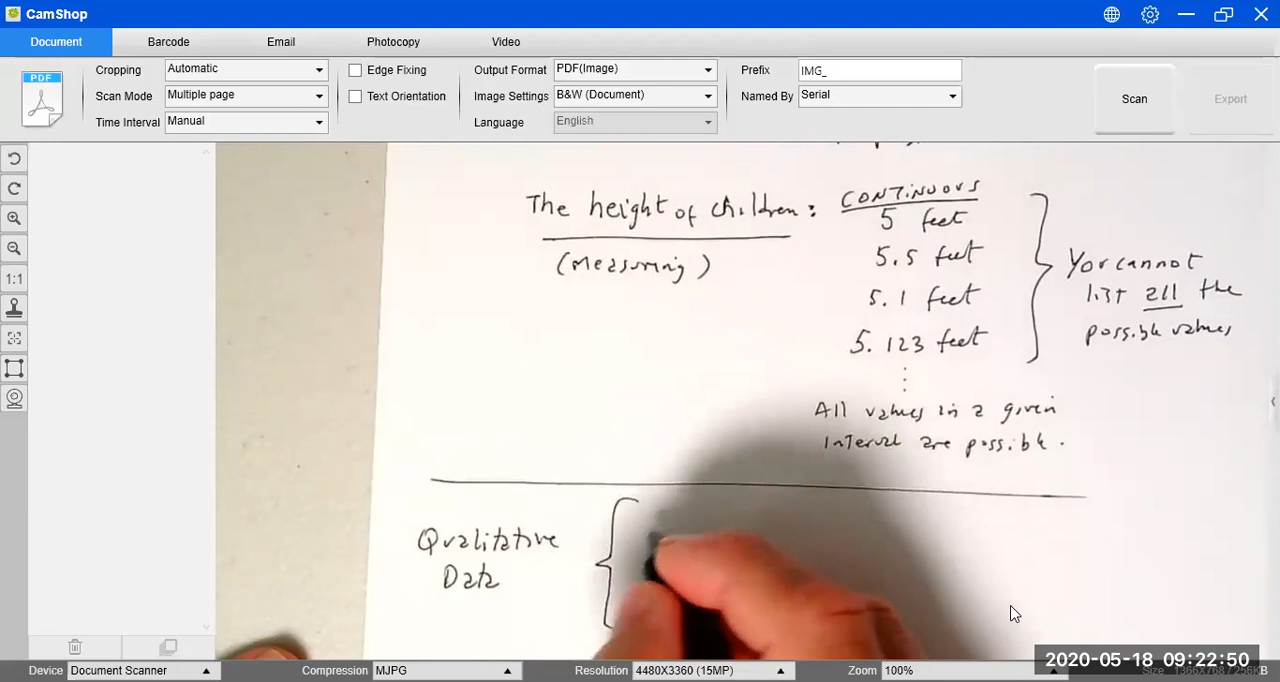 CamShop
Document Barcode Email Photocopy Video
PDF
Cropping Automatic Edge Fixing Output Format PDF(Image) Prefix IMG_
Scan Mode Multiple page Text Orientation Image Settings B&W (Document) Named By Serial
Time Interval Manual Language English
Scan Export
1:1
The height of children: CONTINUOUS
(measuring)
5 feet
5.5 feet
5.1 feet
5.123 feet
You cannot
list all the
possible values
All values in a given
interval are possible.
Qualitative
Data
Device Document Scanner Compression MJPG Resolution 4480X3360 (15MP) Zoom 100%
2020-05-18 09:22:50